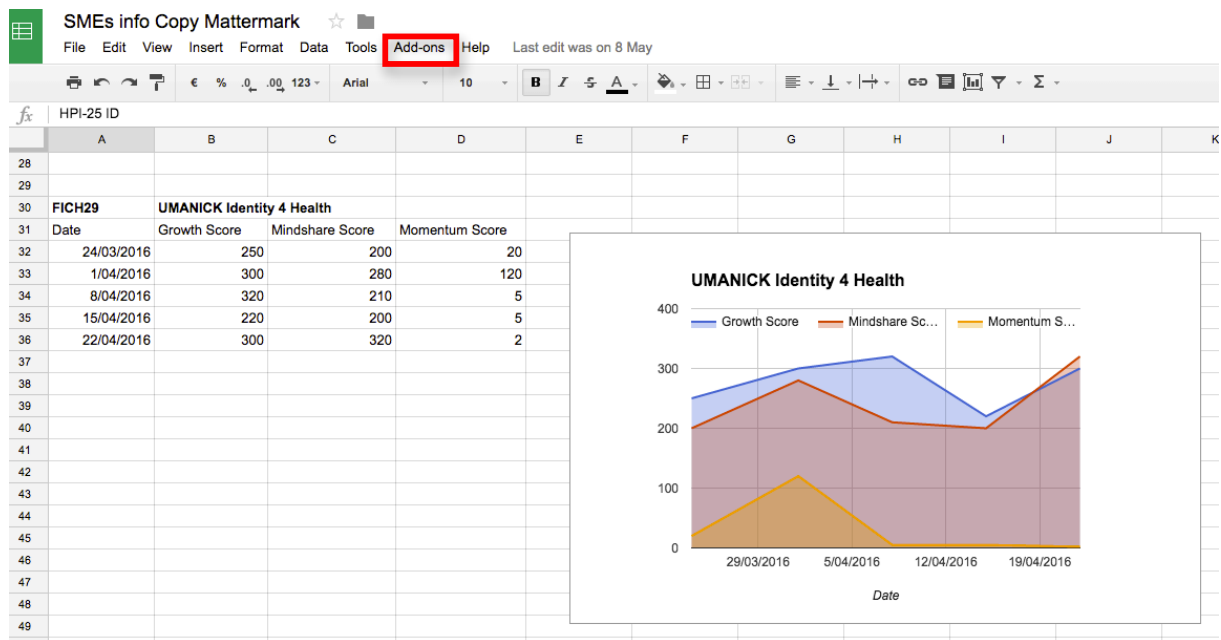 SMEs info Copy Mattermark
File Edit View Insert Format Data Tools Add-ons Help Last edit was on 8 May
€ % .0 .00 123 Arial 10 B I S A Σ
fx HPI-25 ID
A B C D E F G H I J K
28
29
30 FICH29 UMANICK Identity 4 Health
31 Date Growth Score Mindshare Score Momentum Score
32 24/03/2016 250 200 20
33 1/04/2016 300 280 120
34 8/04/2016 320 210 5
35 15/04/2016 220 200 5
36 22/04/2016 300 320 2
37
38
39
40
41
42
43
44
45
46
47
48
49
UMANICK Identity 4 Health
Growth Score Mindshare Sc... Momentum S...
400
300
200
100
0
29/03/2016 5/04/2016 12/04/2016 19/04/2016
Date